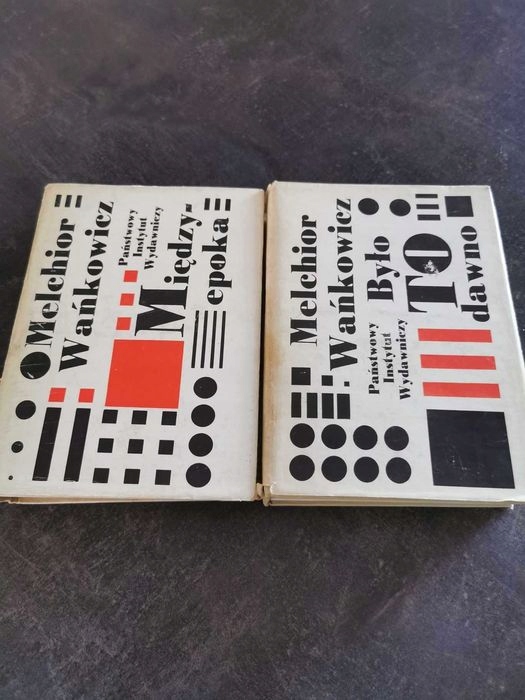 Melchior
Wańkowicz
Państwowy
Instytut
Wydawniczy
Między-
epoka
Melchior
Wańkowicz
Było
Państwowy
Instytut
Wydawniczy
TO
dawno